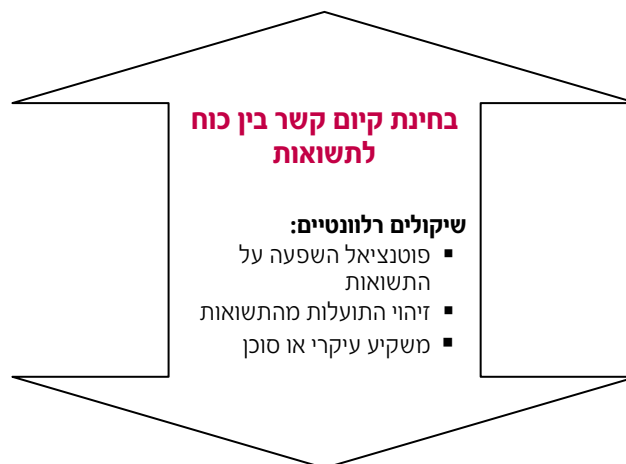 בחינת קיום קשר בין כוח
לתשואות
שיקולים רלוונטיים:
▪ פוטנציאל השפעה על
התשואות
▪ זיהוי התועלות מהתשואות
▪ משקיע עיקרי או סוכן